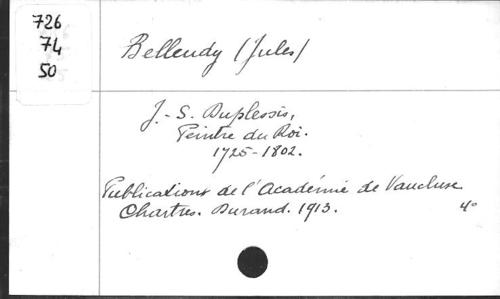 726
74
50
Belleudy (Jules)
J.-S. Duplessis,
Peintre du Roi.
1725-1802.
Publications de l'Académie de Vaucluse
Chartres. Durand. 1913. 4°